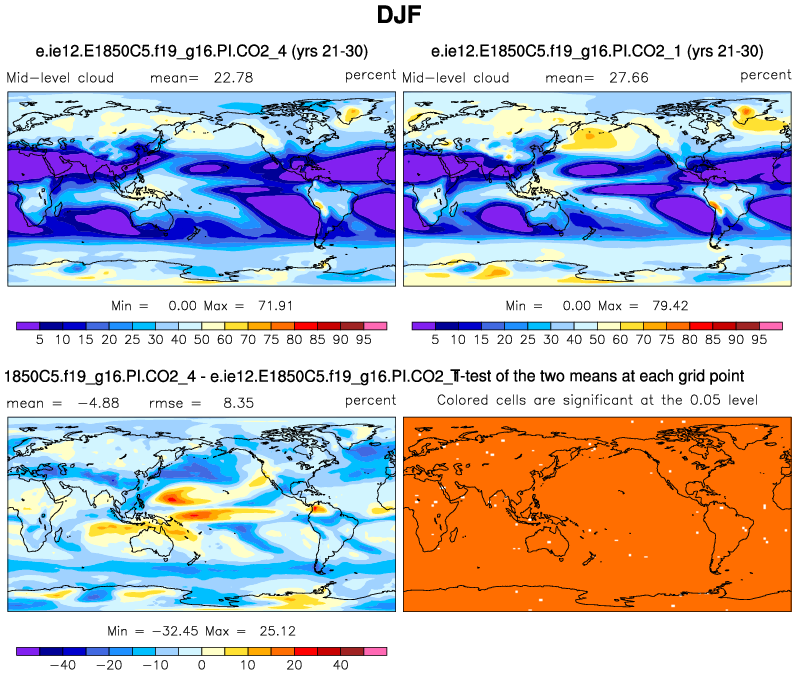 DJF
e.ie12.E1850C5.f19_g16.PI.CO2_4 (yrs 21-30)
e.ie12.E1850C5.f19_g16.PI.CO2_1 (yrs 21-30)
Mid-level cloud mean= 22.78 percent
Mid-level cloud mean= 27.66 percent
Min = 0.00 Max = 71.91
Min = 0.00 Max = 79.42
5 10 15 20 25 30 40 50 60 70 80 85 90 95
5 10 15 20 25 30 40 50 60 70 80 85 90 95
1850C5.f19_g16.PI.CO2_4 - e.ie12.E1850C5.f19_g16.PI.CO2_
T-test of the two means at each grid point
mean = -4.88 rmse = 8.35 percent
Colored cells are significant at the 0.05 level
Min = -32.45 Max = 25.12
-40 -20 -10 0 10 20 40